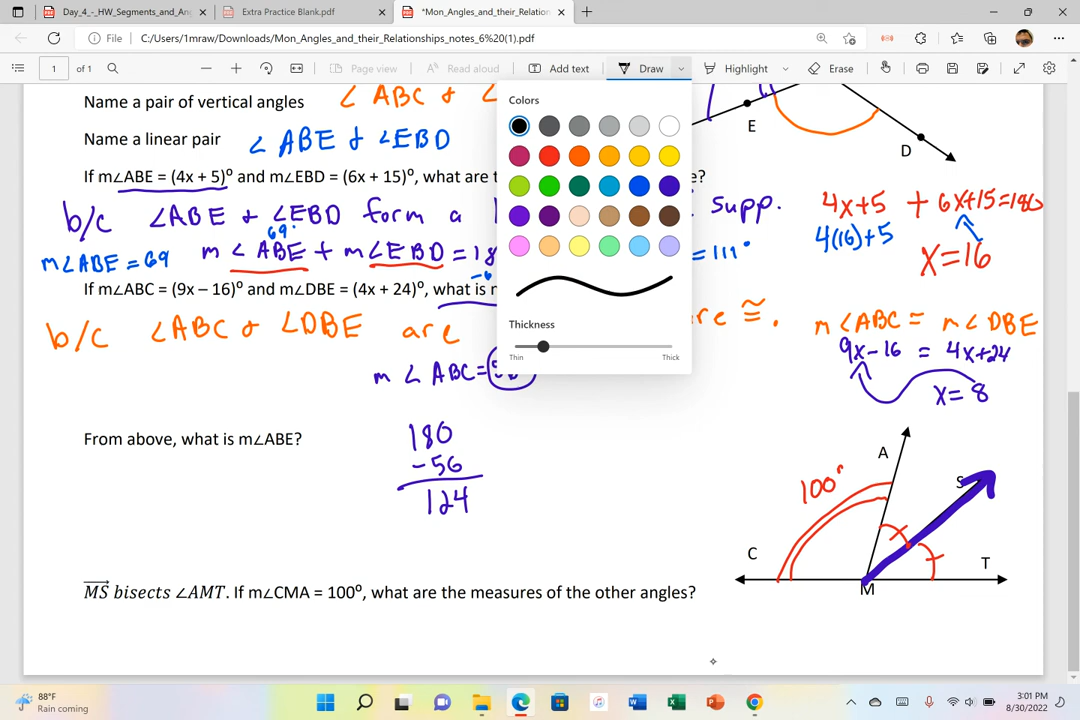 Day_4_-_HW_Segments_and_An
Extra Practice Blank.pdf
*Mon_Angles_and_their_Relation
File
C:/Users/1mraw/Downloads/Mon_Angles_and_their_Relationships_notes_6%20(1).pdf
1 of 1
Page view
Read aloud
Add text
Draw
Highlight
Erase
Colors
Thickness
Thin
Thick
Name a pair of vertical angles ∠ABC & ∠
Name a linear pair ∠ABE & ∠EBD
E
D
If m∠ABE = (4x + 5)º and m∠EBD = (6x + 15)º, what are t e?
b/c ∠ABE & ∠EBD form a supp.
4x+5 + 6x+15=180
4(16)+5
69°
m∠ABE=69 m∠ABE + m∠EBD =18 =111°
x=16
-6
If m∠ABC = (9x – 16)º and m∠DBE = (4x + 24)º, what is
b/c ∠ABC & ∠DBE are are ≅.
m∠ABC = m∠DBE
9x-16 = 4x+24
m∠ABC=
x=8
From above, what is m∠ABE?
180
-56
124
A
S
100°
x
x
C
T
M
MS bisects ∠AMT. If m∠CMA = 100º, what are the measures of the other angles?
88°F
Rain coming
3:01 PM
8/30/2022